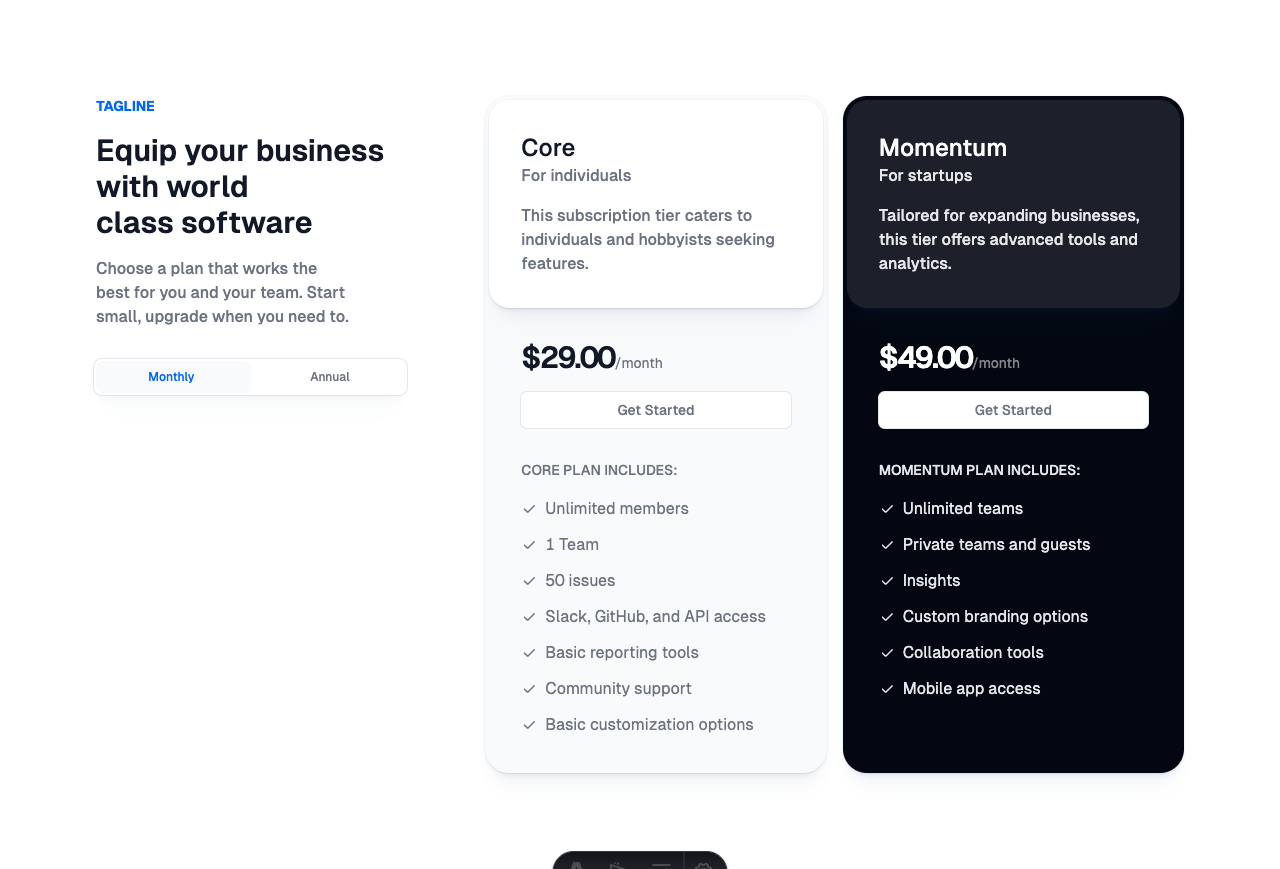 TAGLINE
Equip your business
with world
class software
Choose a plan that works the
best for you and your team. Start
small, upgrade when you need to.
Monthly
Annual
Core
For individuals
This subscription tier caters to
individuals and hobbyists seeking
features.
$29.00/month
Get Started
CORE PLAN INCLUDES:
Unlimited members
1 Team
50 issues
Slack, GitHub, and API access
Basic reporting tools
Community support
Basic customization options
Momentum
For startups
Tailored for expanding businesses,
this tier offers advanced tools and
analytics.
$49.00/month
Get Started
MOMENTUM PLAN INCLUDES:
Unlimited teams
Private teams and guests
Insights
Custom branding options
Collaboration tools
Mobile app access